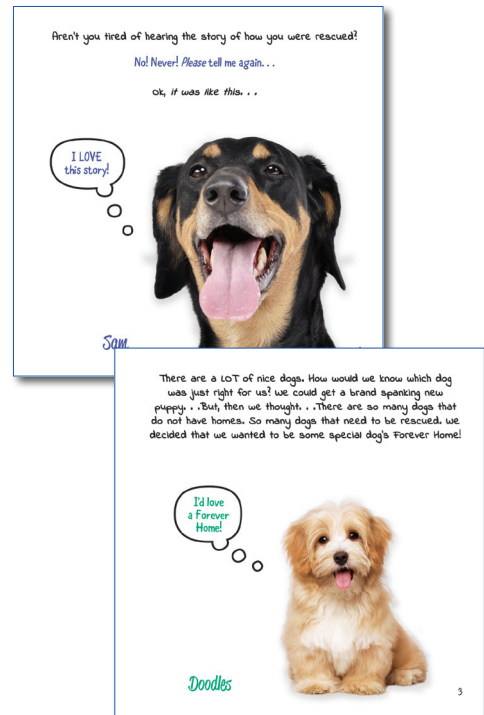 Aren't you tired of hearing the story of how you were rescued?
No! Never! Please tell me again. . .
Ok, it was like this. . .
I LOVE
this story!
Sam
There are a LOT of nice dogs. How would we know which dog
was just right for us? We could get a brand spanking new
puppy. . .But, then we thought. . .There are so many dogs that
do not have homes. So many dogs that need to be rescued. We
decided that we wanted to be some special dog's Forever Home!
I'd love
a Forever
Home!
Doodles
3